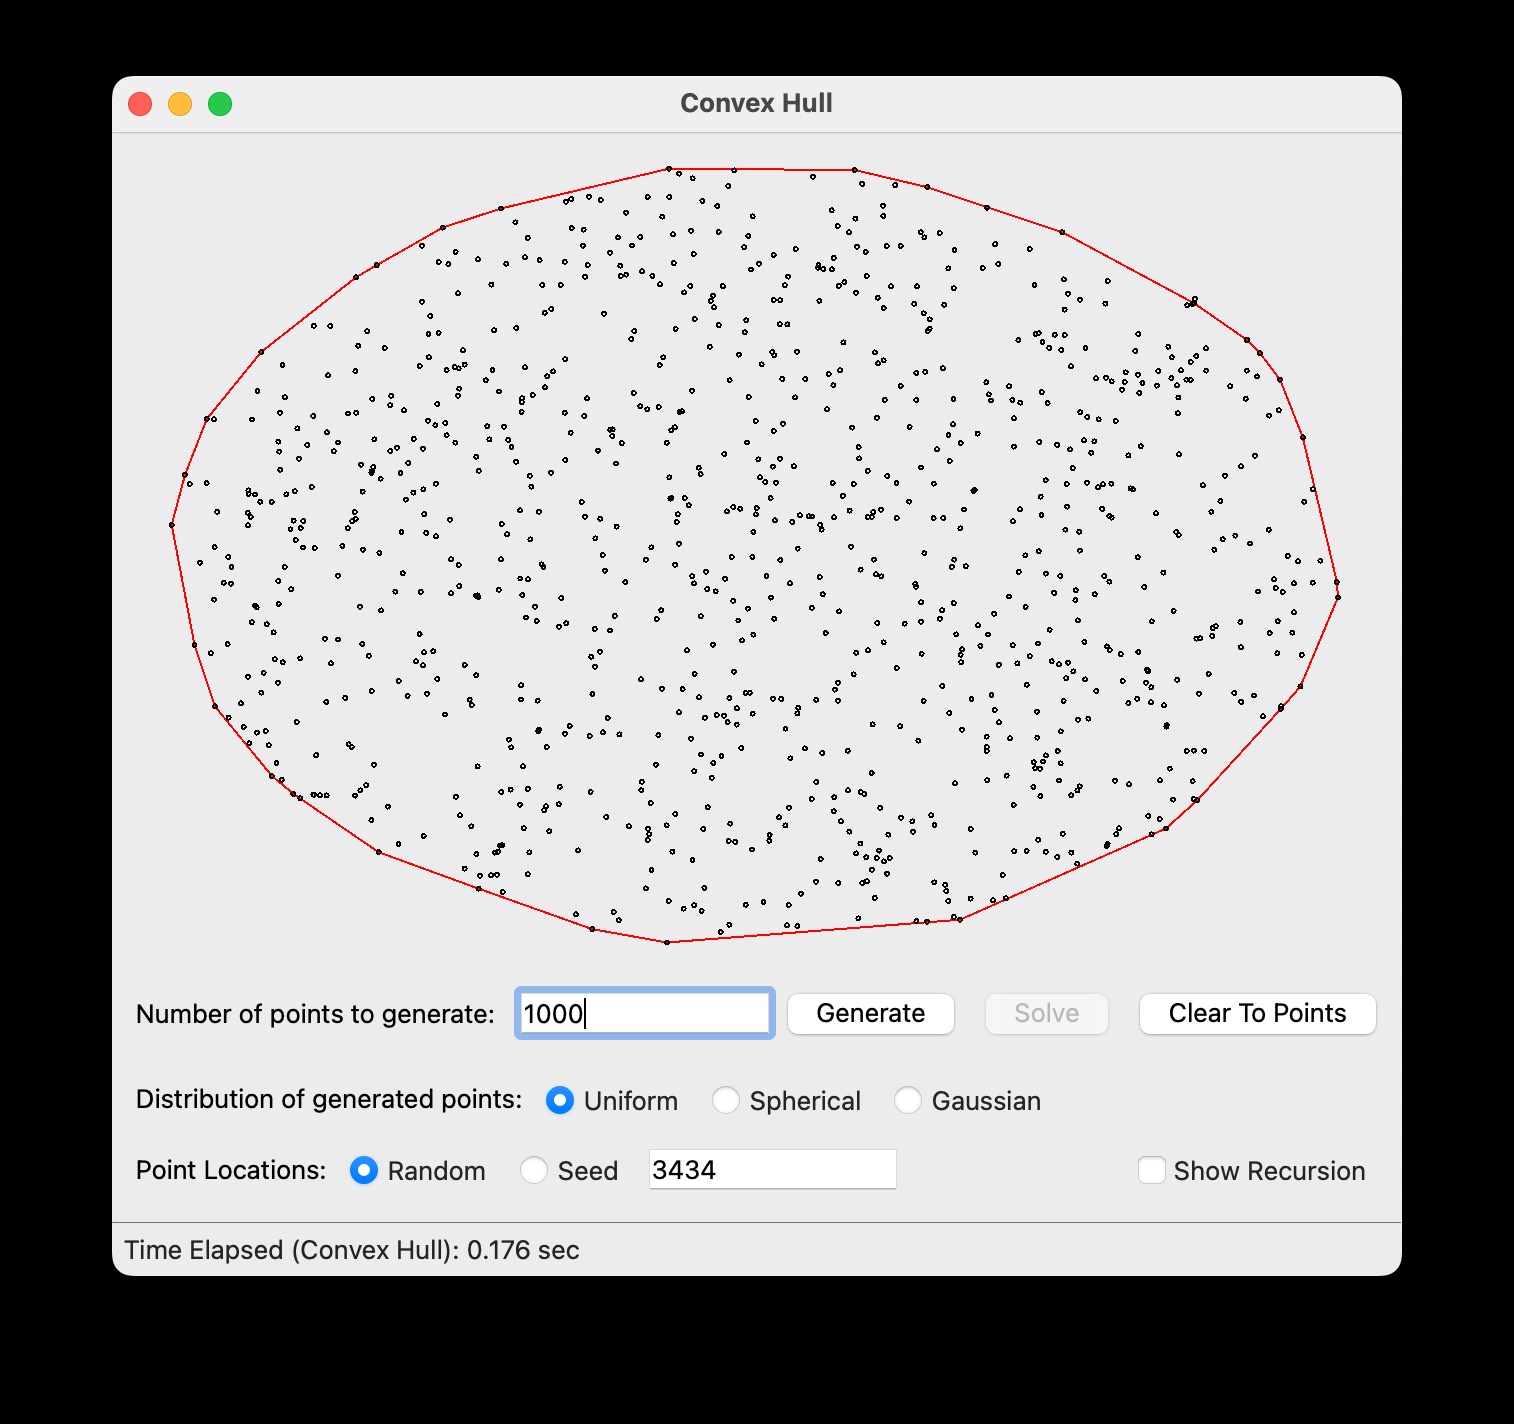 Convex Hull
Number of points to generate: 1000 Generate Solve Clear To Points
Distribution of generated points: Uniform Spherical Gaussian
Point Locations: Random Seed 3434 Show Recursion
Time Elapsed (Convex Hull): 0.176 sec